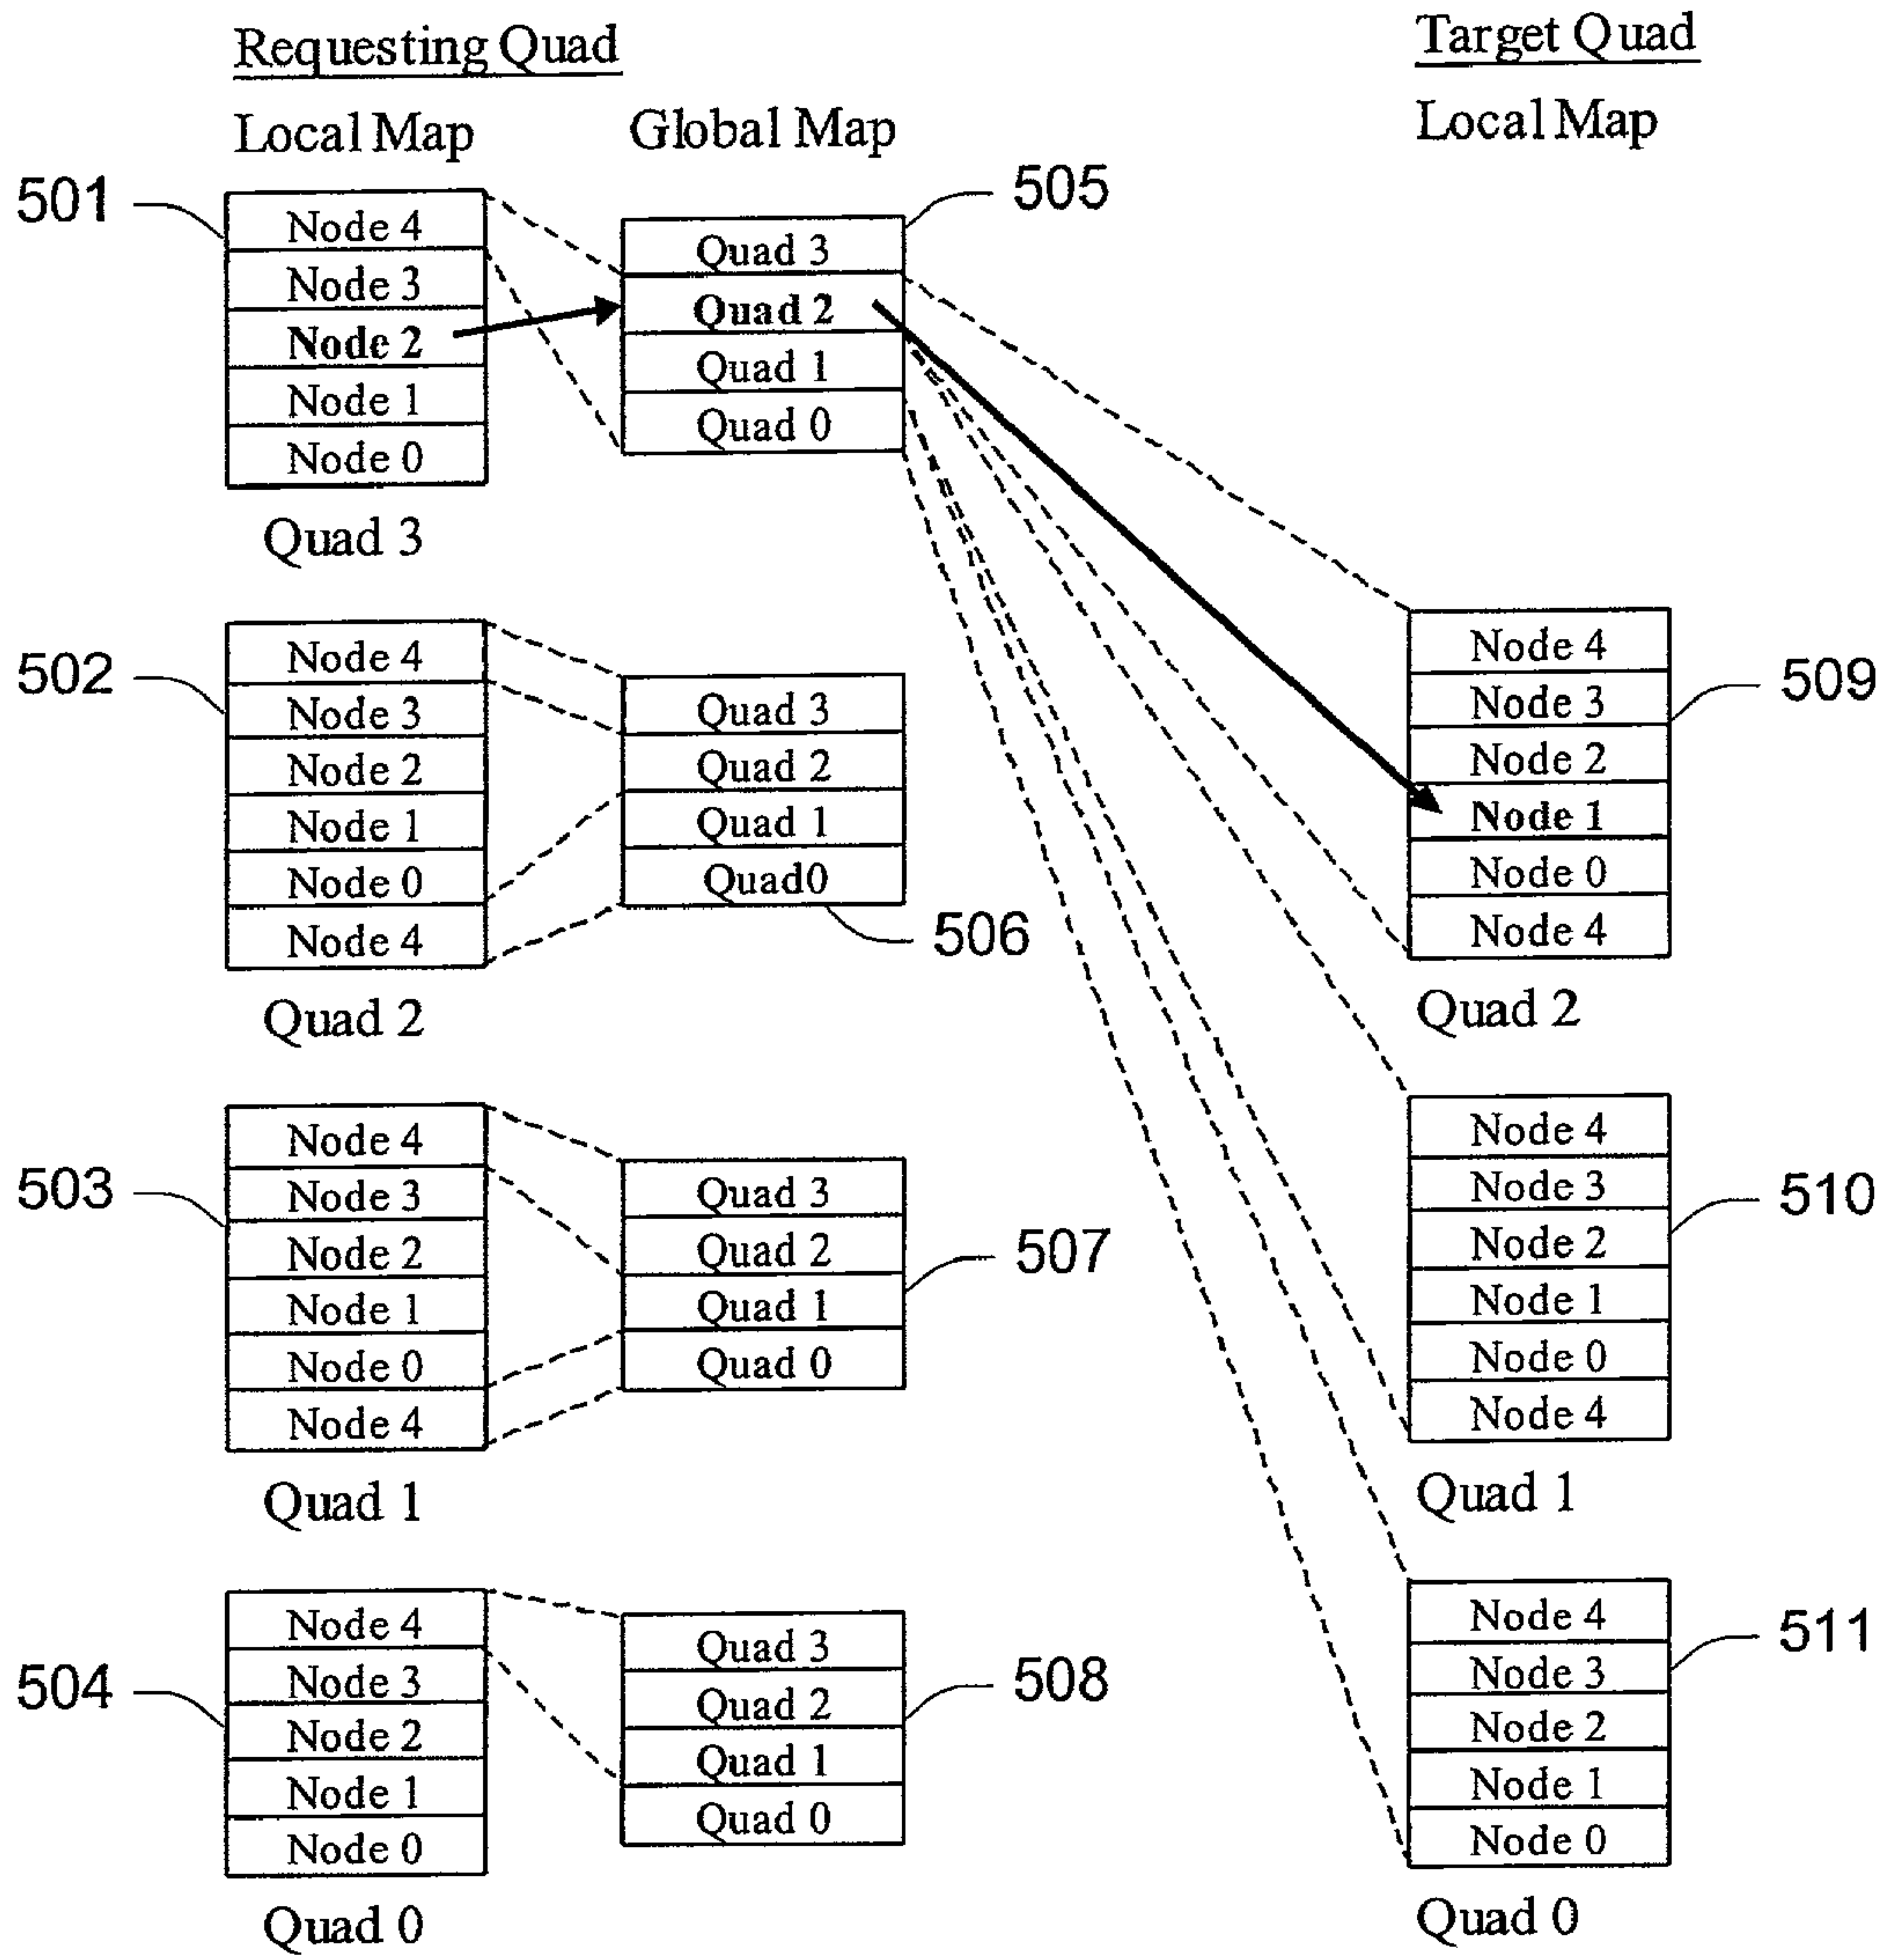 Requesting Quad
Target Quad
Local Map
Global Map
Local Map
501
Node 4
Node 3
Node 2
Node 1
Node 0
Quad 3
505
Quad 3
Quad 2
Quad 1
Quad 0
502
Node 4
Node 3
Node 2
Node 1
Node 0
Node 4
Quad 2
Quad 3
Quad 2
Quad 1
Quad0
506
509
Node 4
Node 3
Node 2
Node 1
Node 0
Node 4
Quad 2
503
Node 4
Node 3
Node 2
Node 1
Node 0
Node 4
Quad 1
507
Quad 3
Quad 2
Quad 1
Quad 0
510
Node 4
Node 3
Node 2
Node 1
Node 0
Node 4
Quad 1
504
Node 4
Node 3
Node 2
Node 1
Node 0
Quad 0
508
Quad 3
Quad 2
Quad 1
Quad 0
511
Node 4
Node 3
Node 2
Node 1
Node 0
Quad 0